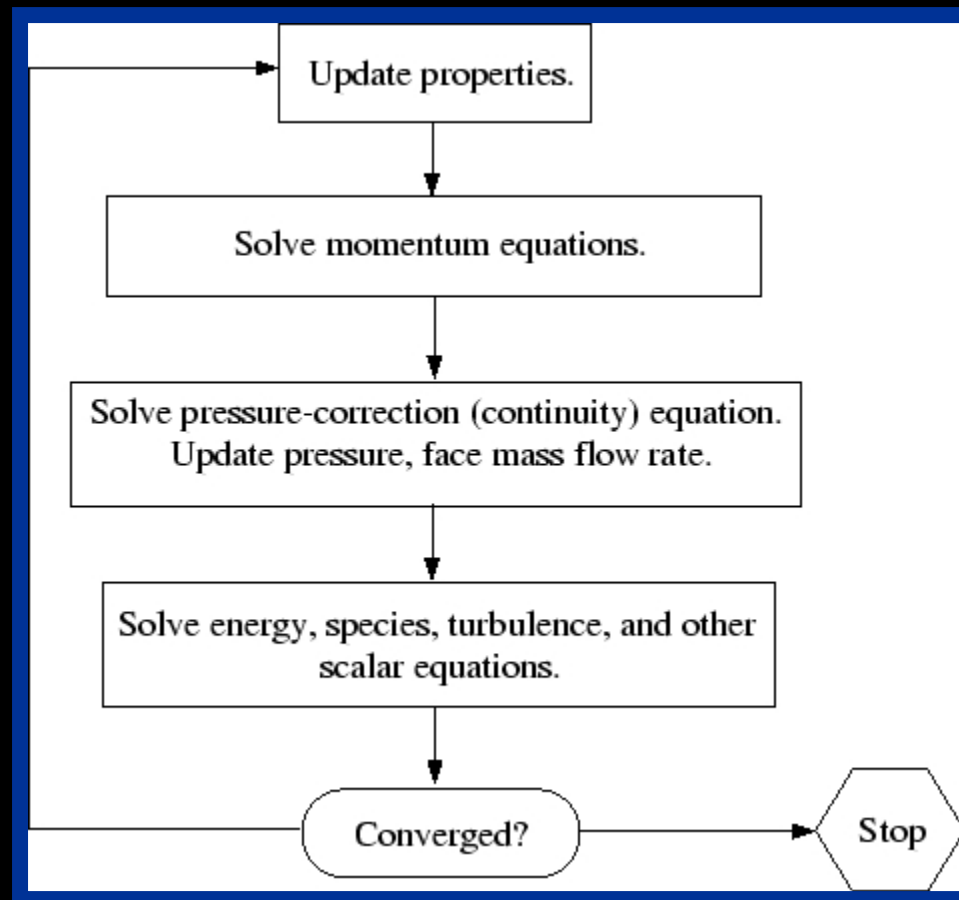 Update properties.
Solve momentum equations.
Solve pressure-correction (continuity) equation.
Update pressure, face mass flow rate.
Solve energy, species, turbulence, and other
scalar equations.
Converged?
Stop